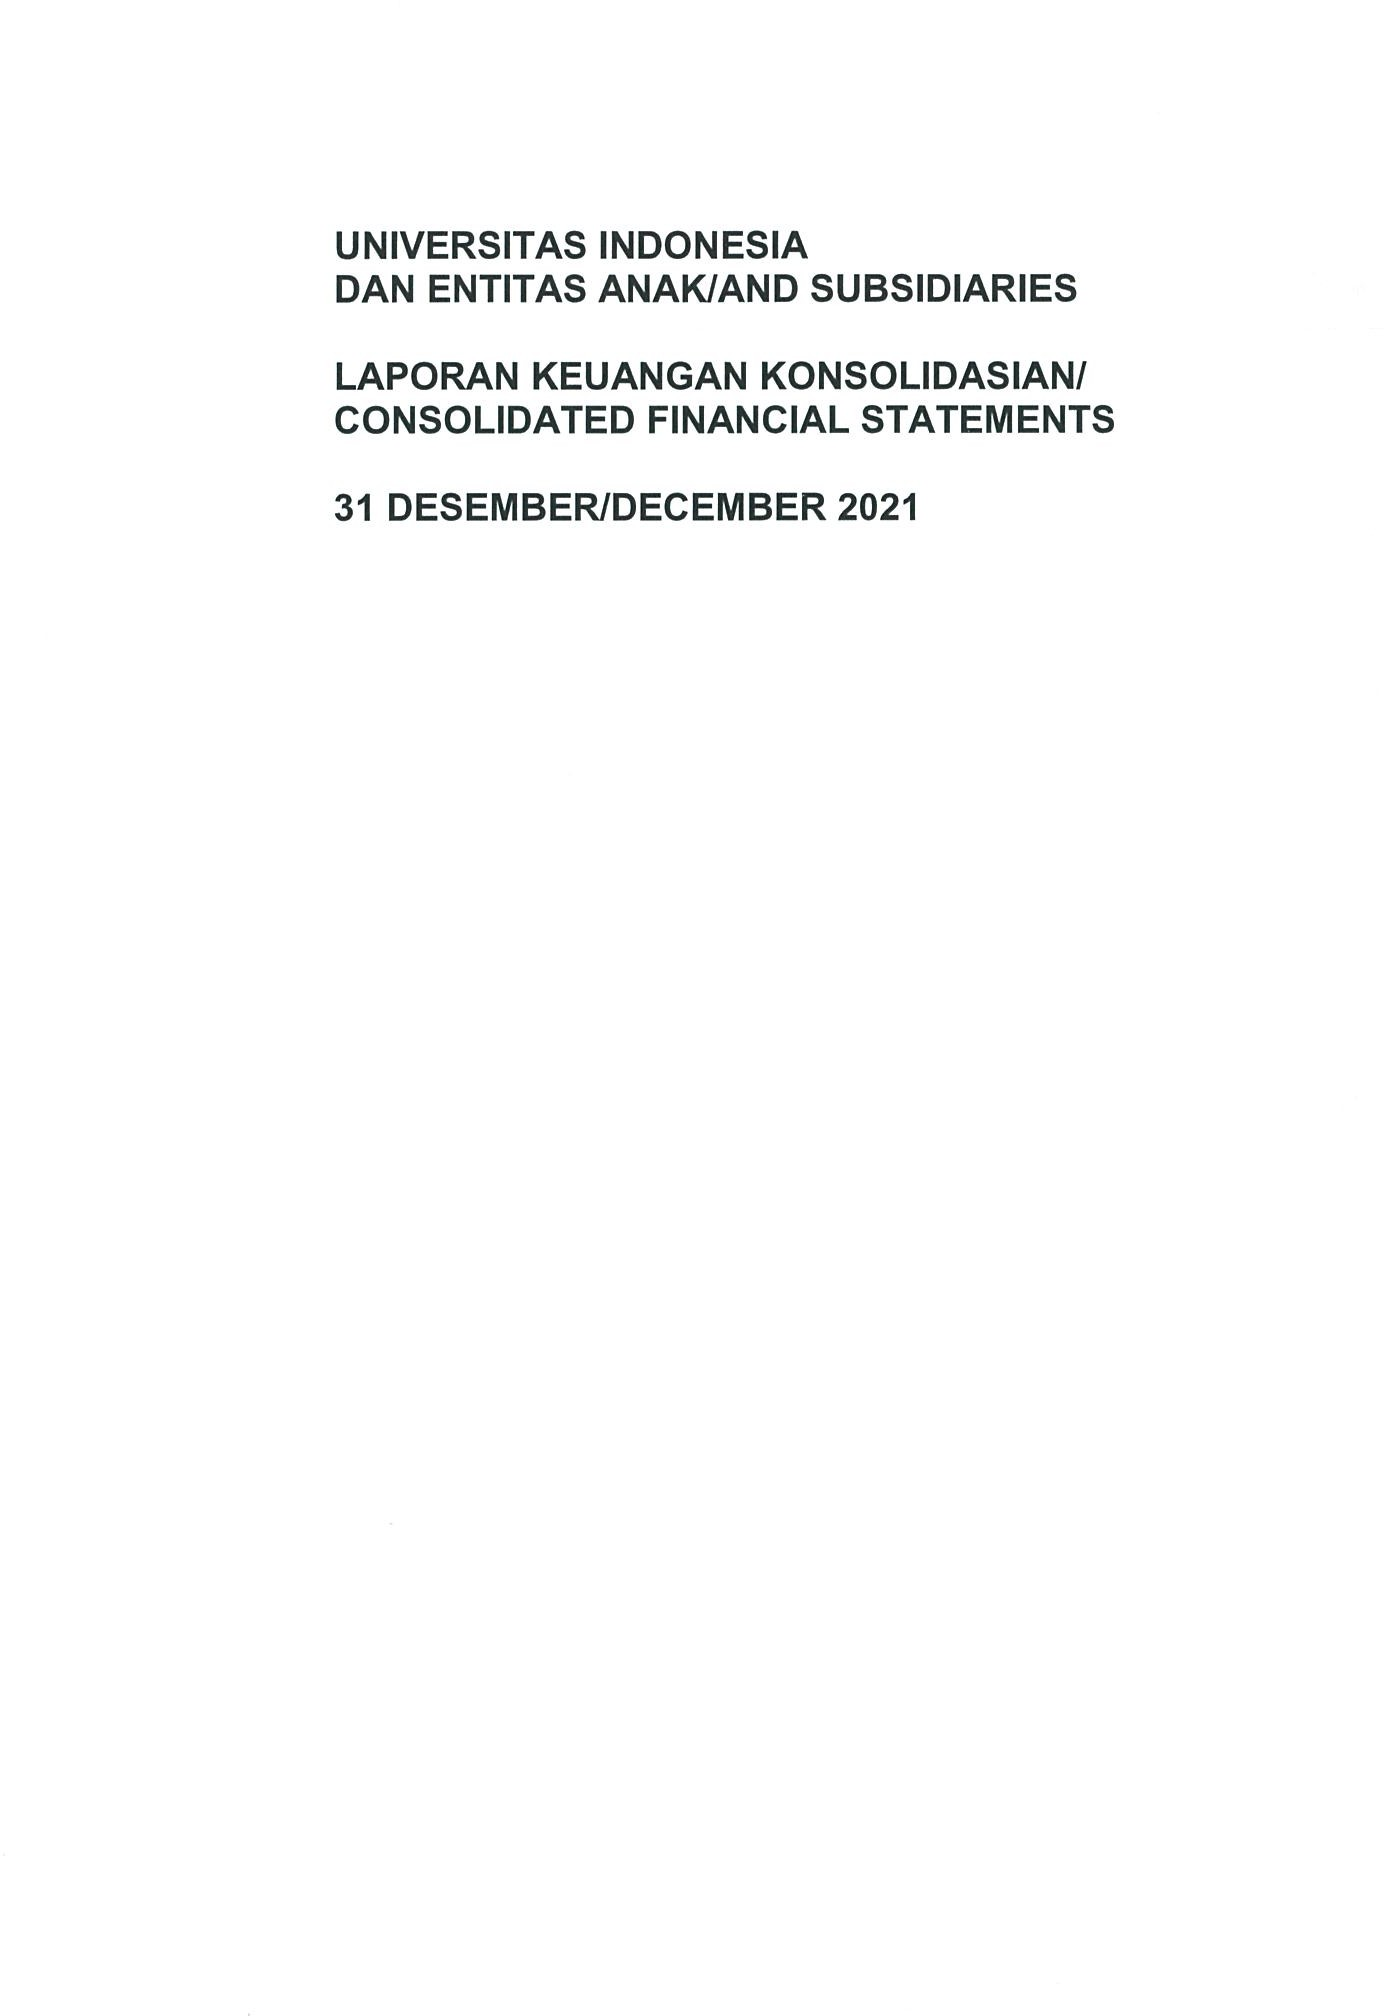 UNIVERSITAS INDONESIA
DAN ENTITAS ANAK/AND SUBSIDIARIES
LAPORAN KEUANGAN KONSOLIDASIAN/
CONSOLIDATED FINANCIAL STATEMENTS
31 DESEMBER/DECEMBER 2021